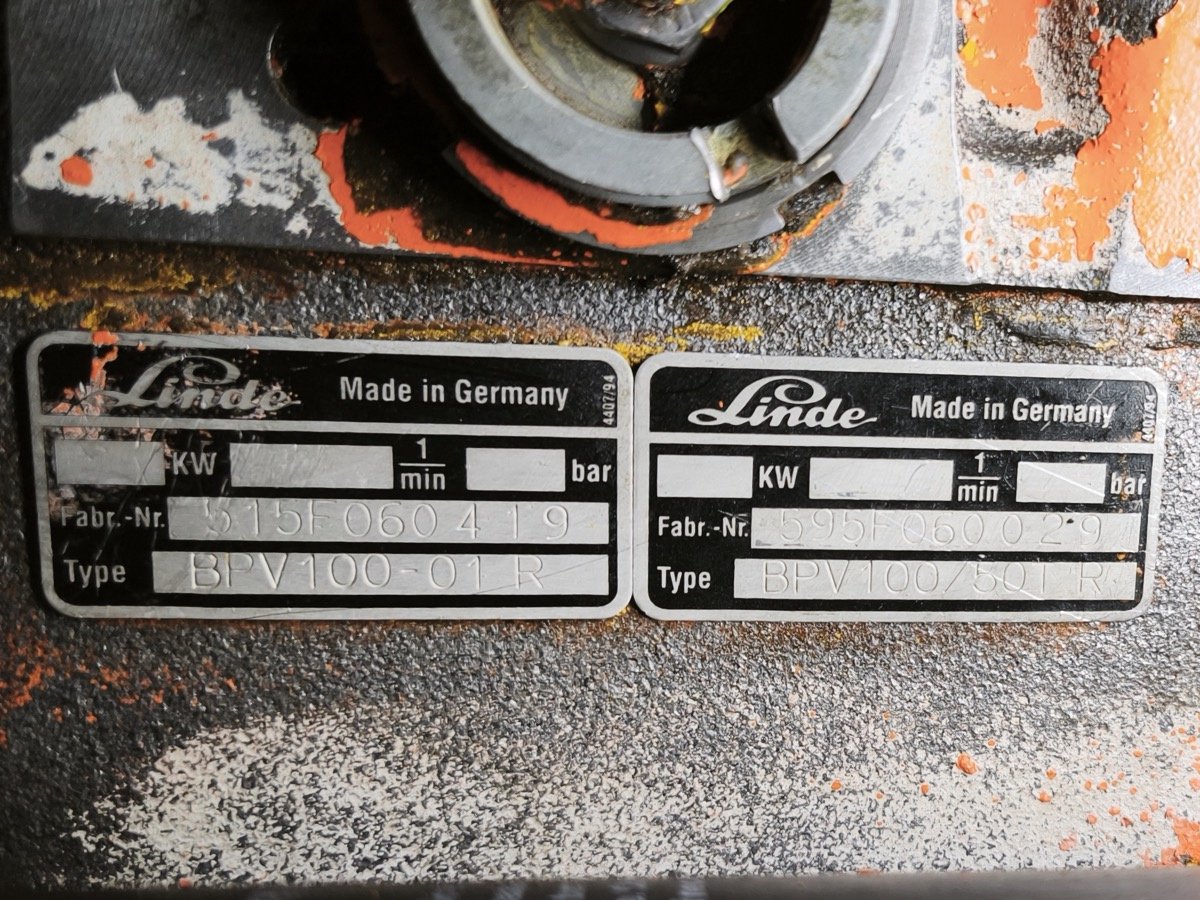 Linde Made in Germany 4407/94
KW 1/min bar
Fabr.-Nr. 515F060419
Type BPV100-01 R
Linde Made in Germany
KW 1/min bar
Fabr.-Nr. 595F060029
Type BPV100/501 R